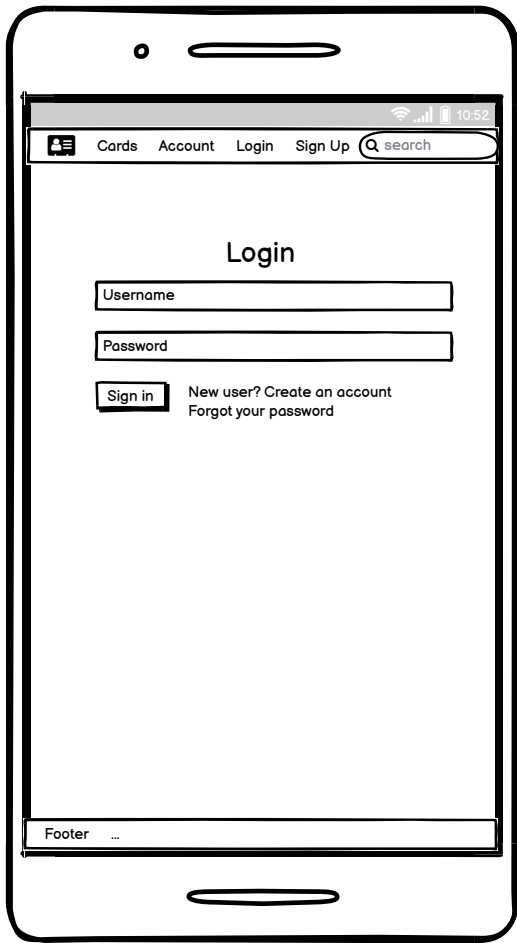 10:52
Cards Account Login Sign Up search
Login
Username
Password
Sign in New user? Create an account
Forgot your password
Footer ...